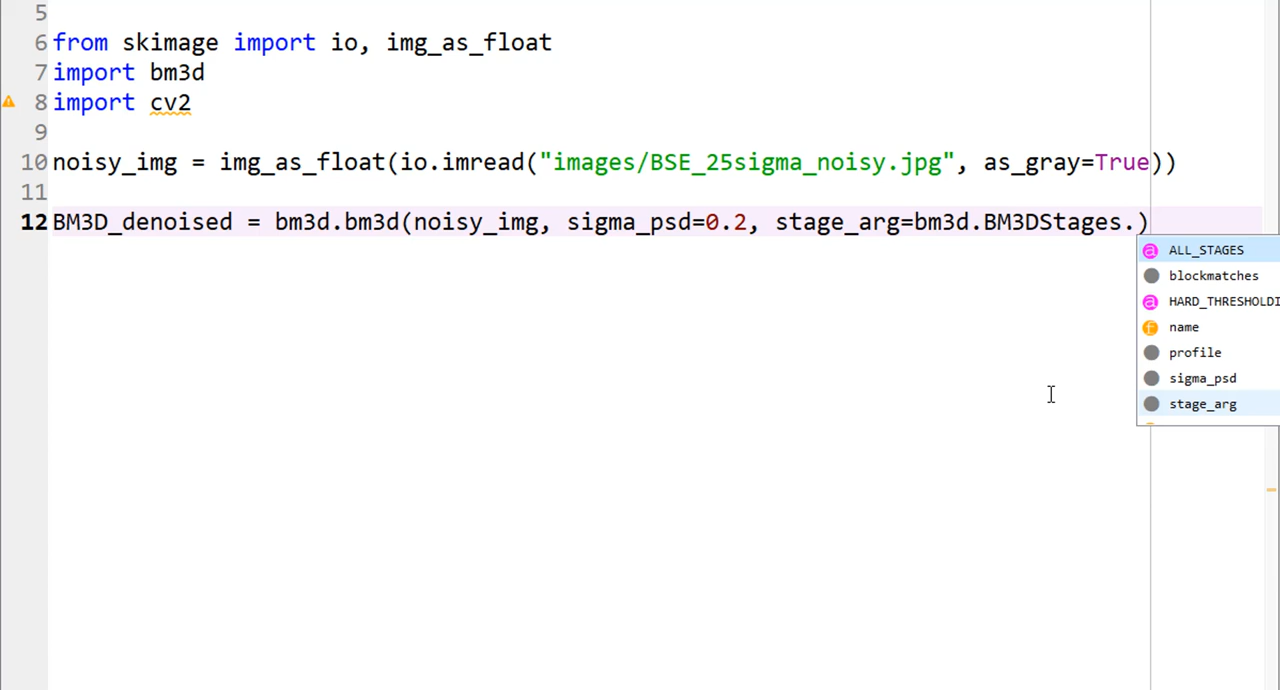 5
6 from skimage import io, img_as_float
7 import bm3d
8 import cv2
9
10 noisy_img = img_as_float(io.imread("images/BSE_25sigma_noisy.jpg", as_gray=True))
11
12 BM3D_denoised = bm3d.bm3d(noisy_img, sigma_psd=0.2, stage_arg=bm3d.BM3DStages.)
a ALL_STAGES
blockmatches
a HARD_THRESHOLDI
f name
profile
sigma_psd
stage_arg